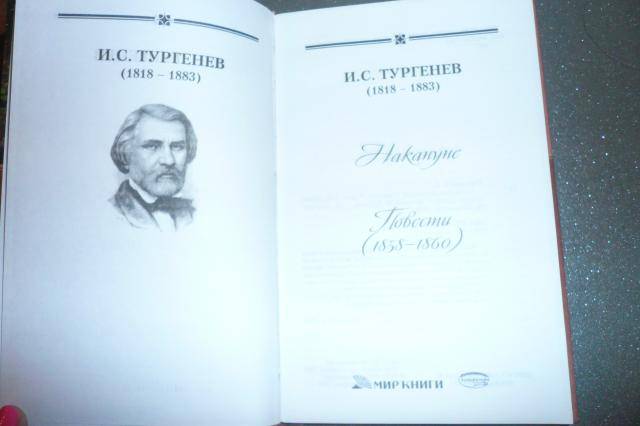 И.С. ТУРГЕНЕВ
(1818 – 1883)
И.С. ТУРГЕНЕВ
(1818 – 1883)
Накануне
Повести
(1858–1860)
МИР КНИГИ